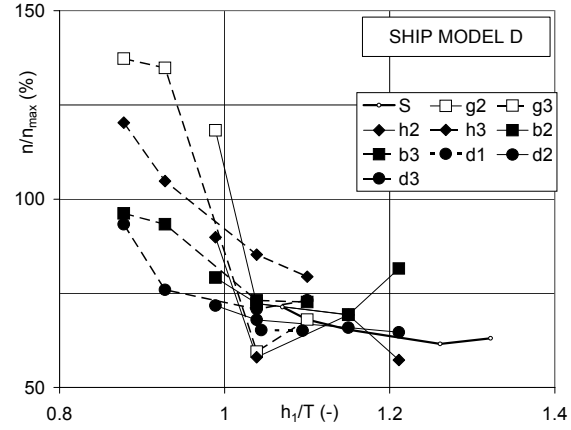 150
SHIP MODEL D
S g2 g3
h2 h3 b2
b3 d1 d2
d3
n/nmax (%)
100
50
0.8 1 1.2 1.4
h1/T (-)